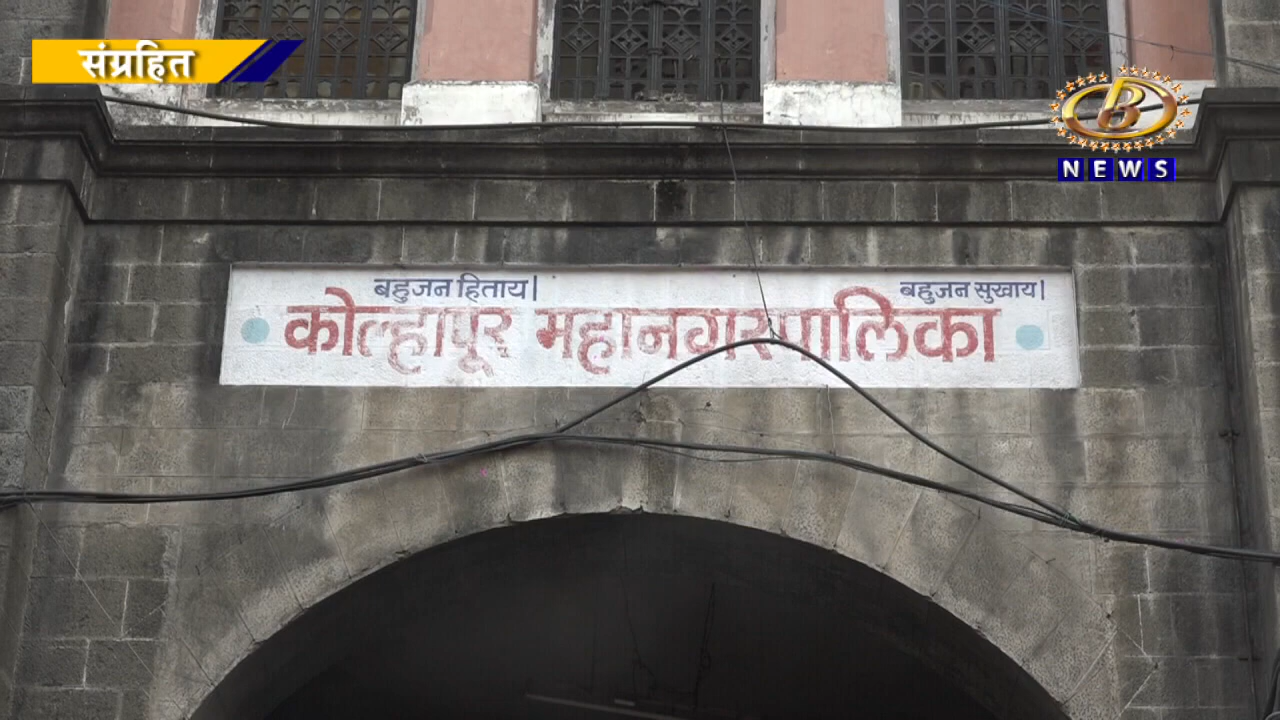 संग्रहित
B
NEWS
बहुजन हिताय| बहुजन सुखाय|
कोल्हापूर महानगरपालिका